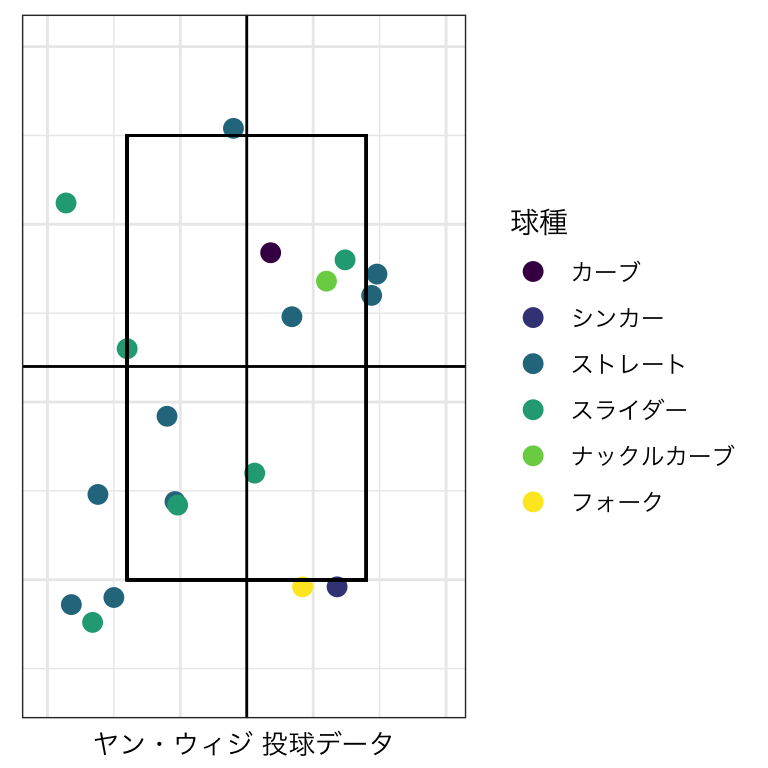 球種
カーブ
シンカー
ストレート
スライダー
ナックルカーブ
フォーク
ヤン・ウィジ 投球データ